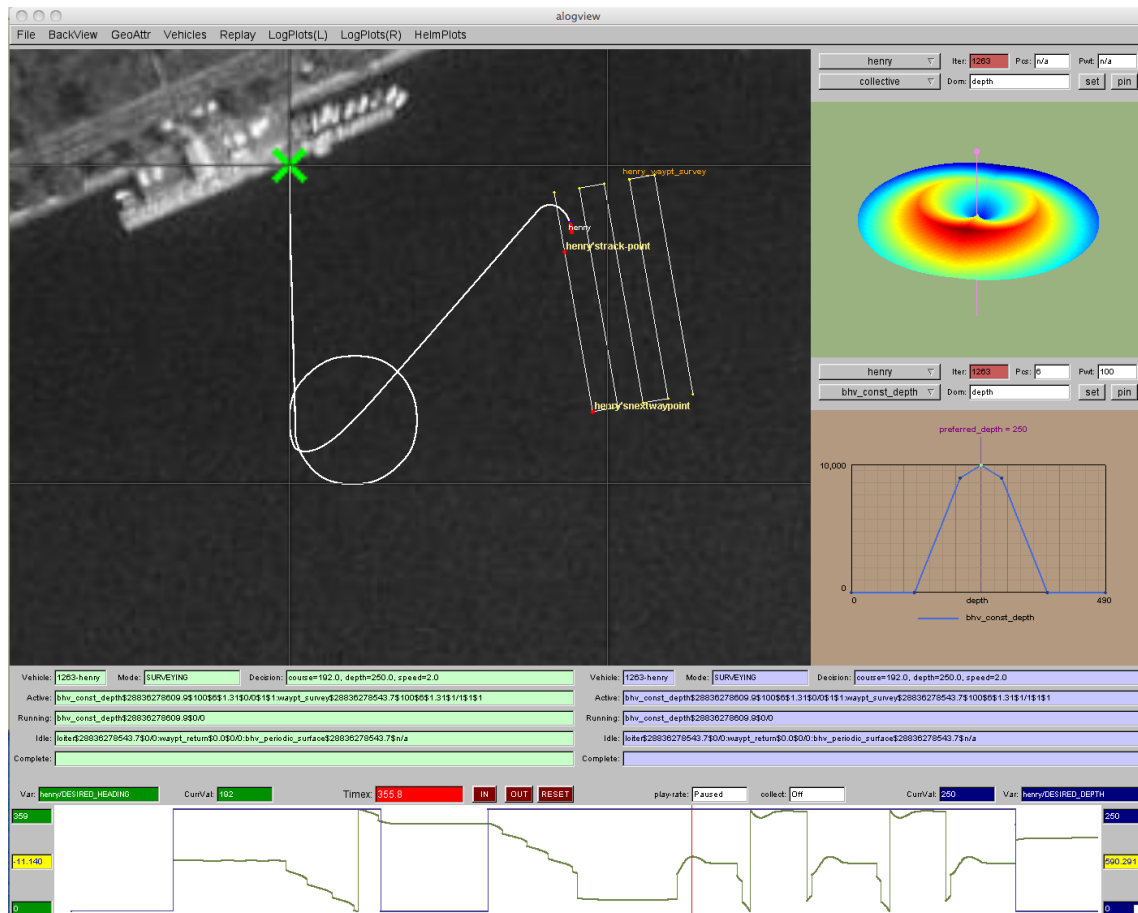 alogview
File BackView GeoAttr Vehicles Replay LogPlots(L) LogPlots(R) HelmPlots
henry Iter: 1263 Pcs: n/a Pwt: n/a
collective Dom: depth set pin
henry_waypt_survey
henry
henry'strack-point
henry'snextwaypoint
henry Iter: 1263 Pcs: 6 Pwt: 100
bhv_const_depth Dom: depth set pin
preferred_depth = 250
10,000
0
0 depth 490
bhv_const_depth
Vehicle: 1263-henry Mode: SURVEYING Decision: course=192.0, depth=250.0, speed=2.0
Active: bhv_const_depth$28836278609.9$100$6$1.31$0/0$1$1:waypt_survey$28836278543.7$100$6$1.31$1/1$1$1
Running: bhv_const_depth$28836278609.9$0/0
Idle: loiter$28836278543.7$0/0:waypt_return$0.0$0/0:bhv_periodic_surface$28836278543.7$n/a
Complete:
Vehicle: 1263-henry Mode: SURVEYING Decision: course=192.0, depth=250.0, speed=2.0
Active: bhv_const_depth$28836278609.9$100$6$1.31$0/0$1$1:waypt_survey$28836278543.7$100$6$1.31$1/1$1$1
Running: bhv_const_depth$28836278609.9$0/0
Idle: loiter$28836278543.7$0/0:waypt_return$0.0$0/0:bhv_periodic_surface$28836278543.7$n/a
Complete:
Var: henry/DESIRED_HEADING CurrVal: 192 Timex: 355.8 IN OUT RESET play-rate: Paused collect: Off CurrVal: 250 Var: henry/DESIRED_DEPTH
359 250
-11.140 590.291
0 0